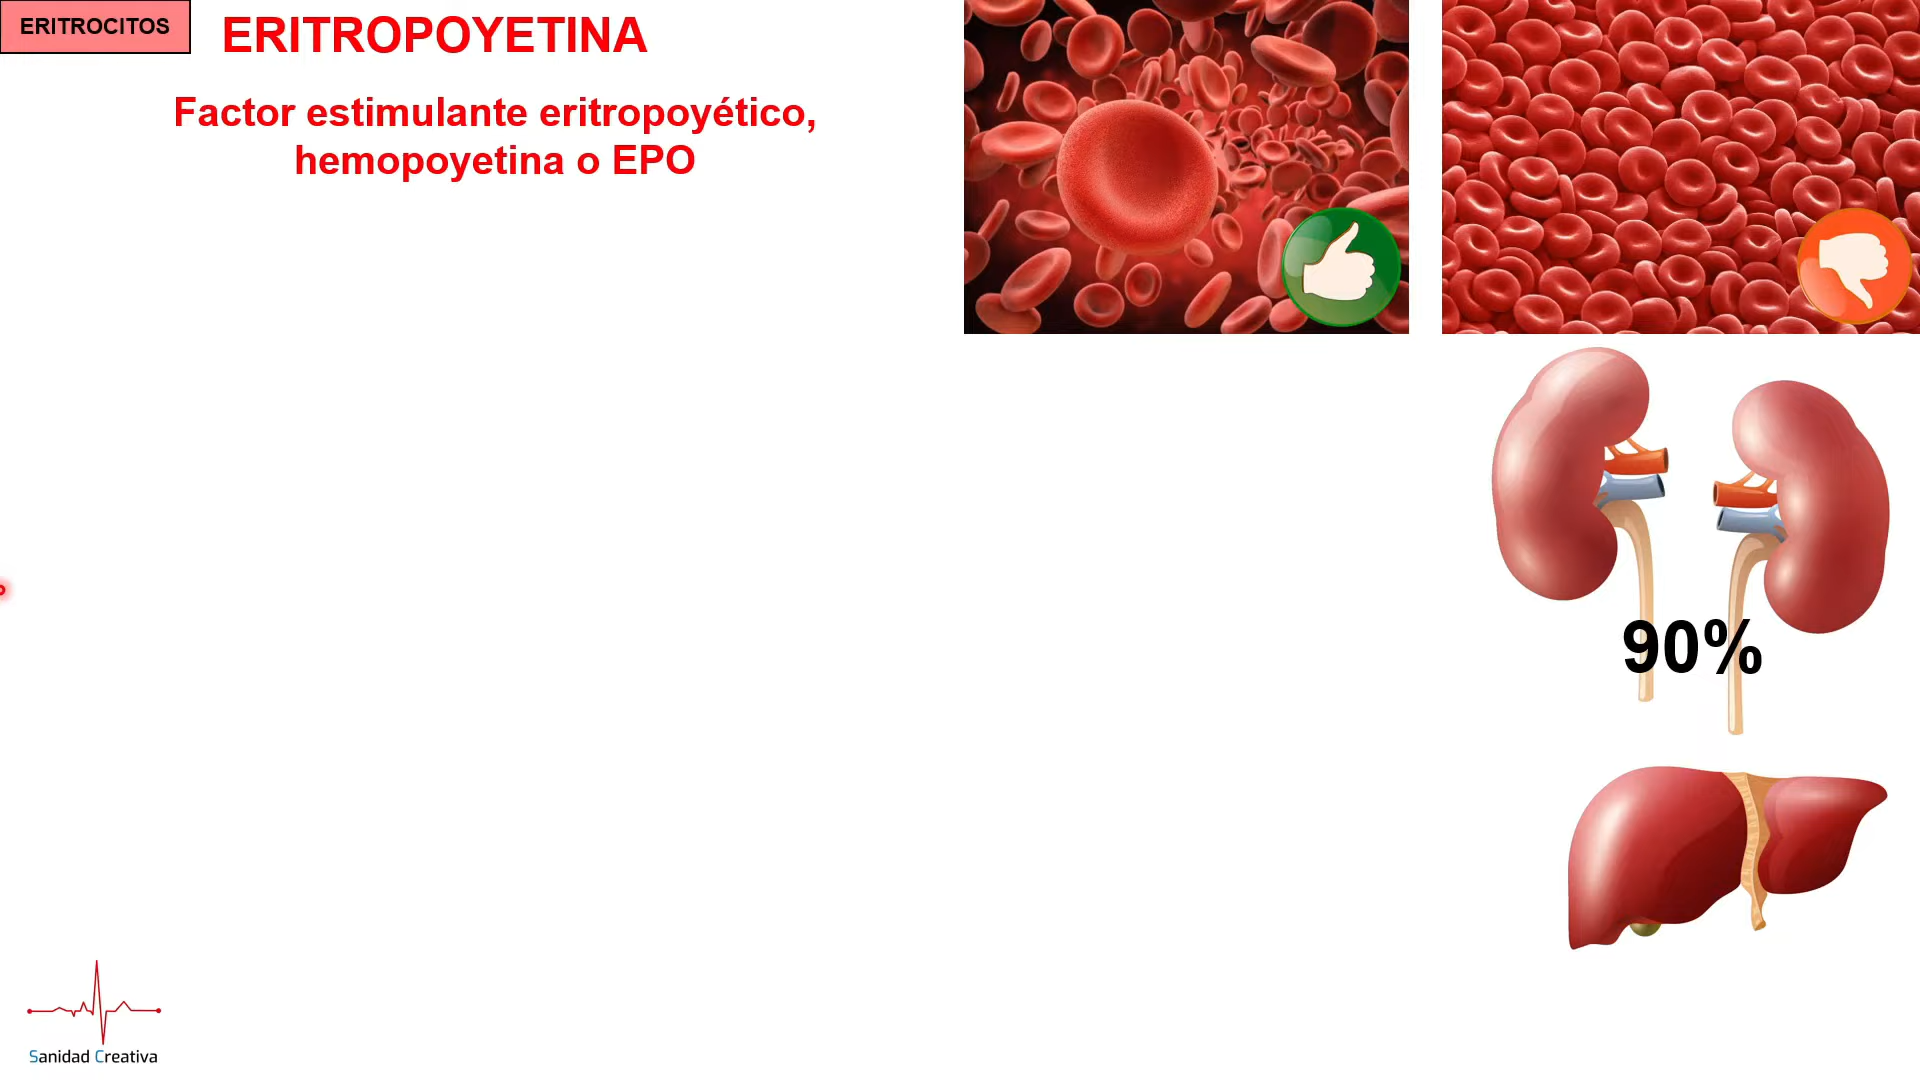 ERITROCITOS
ERITROPOYETINA
Factor estimulante eritropoyético,
hemopoyetina o EPO
90%
Sanidad Creativa